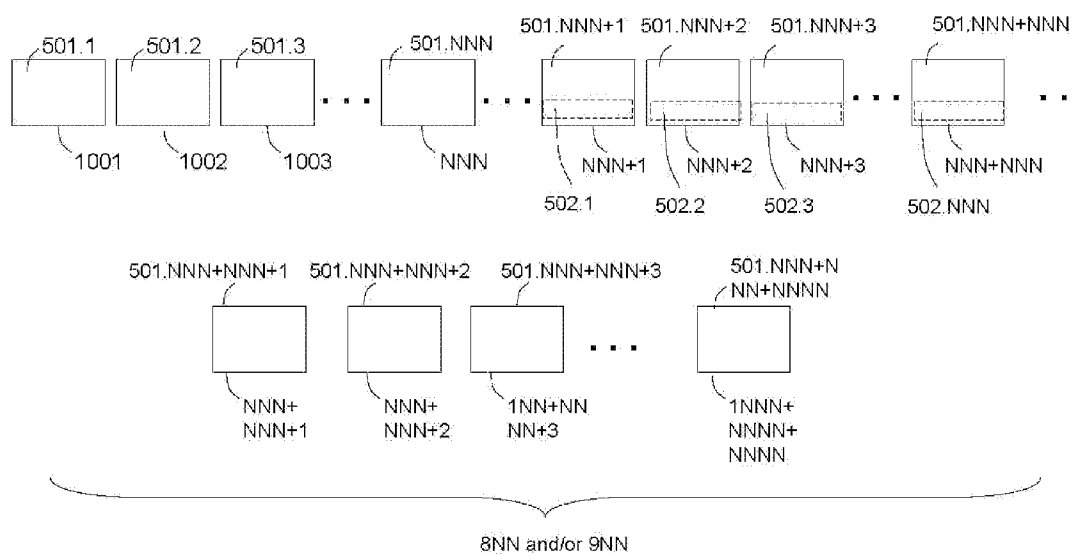 501.1
501.2
501.3
501.NNN
501.NNN+1
501.NNN+2
501.NNN+3
501.NNN+NNN
1001
1002
1003
NNN
NNN+1
NNN+2
NNN+3
NNN+NNN
502.1
502.2
502.3
502.NNN
501.NNN+NNN+1
501.NNN+NNN+2
501.NNN+NNN+3
501.NNN+N
NN+NNNN
NNN+
NNN+1
NNN+
NNN+2
1NN+NN
NN+3
1NNN+
NNNN+
NNNN
8NN and/or 9NN